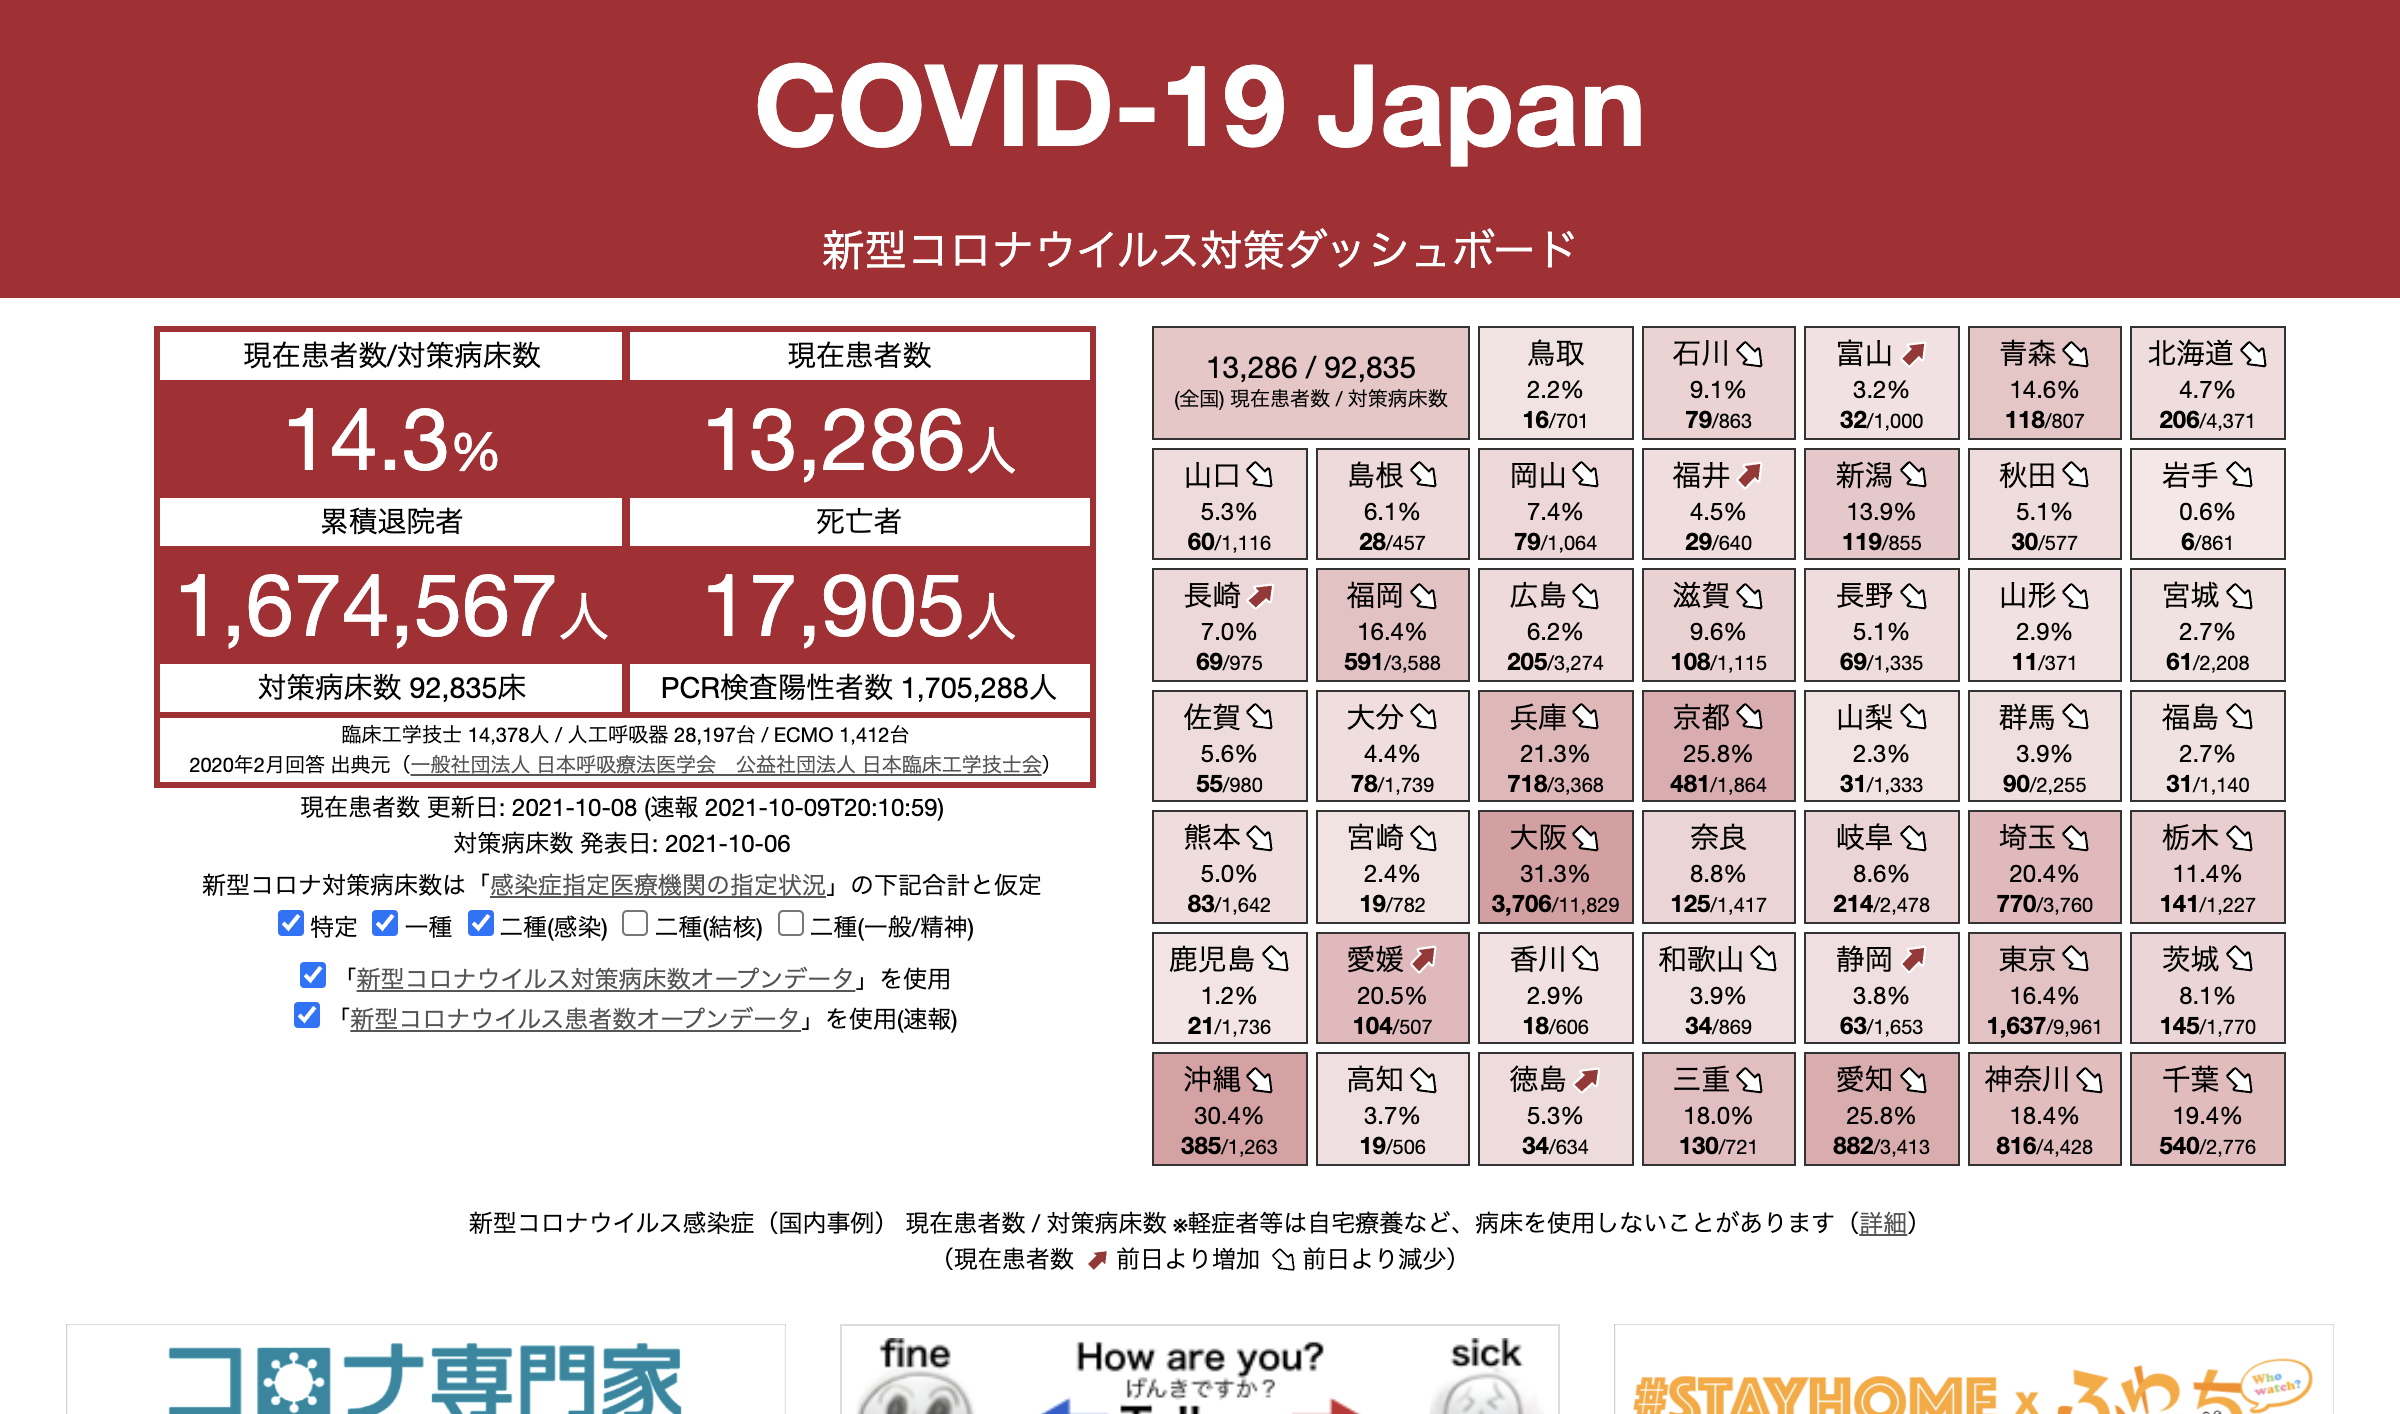 COVID-19 Japan
新型コロナウイルス対策ダッシュボード
現在患者数/対策病床数
現在患者数
14.3%
13,286人
累積退院者
死亡者
1,674,567人
17,905人
対策病床数 92,835床
PCR検査陽性者数 1,705,288人
臨床工学技士 14,378人 / 人工呼吸器 28,197台 / ECMO 1,412台
2020年2月回答 出典元（一般社団法人 日本呼吸療法医学会　公益社団法人 日本臨床工学技士会）
現在患者数 更新日: 2021-10-08 (速報 2021-10-09T20:10:59)
対策病床数 発表日: 2021-10-06
新型コロナ対策病床数は「感染症指定医療機関の指定状況」の下記合計と仮定
特定 一種 二種(感染) 二種(結核) 二種(一般/精神)
「新型コロナウイルス対策病床数オープンデータ」を使用
「新型コロナウイルス患者数オープンデータ」を使用(速報)
13,286 / 92,835
(全国) 現在患者数 / 対策病床数
鳥取
2.2%
16/701
石川
9.1%
79/863
富山
3.2%
32/1,000
青森
14.6%
118/807
北海道
4.7%
206/4,371
山口
5.3%
60/1,116
島根
6.1%
28/457
岡山
7.4%
79/1,064
福井
4.5%
29/640
新潟
13.9%
119/855
秋田
5.1%
30/577
岩手
0.6%
6/861
長崎
7.0%
69/975
福岡
16.4%
591/3,588
広島
6.2%
205/3,274
滋賀
9.6%
108/1,115
長野
5.1%
69/1,335
山形
2.9%
11/371
宮城
2.7%
61/2,208
佐賀
5.6%
55/980
大分
4.4%
78/1,739
兵庫
21.3%
718/3,368
京都
25.8%
481/1,864
山梨
2.3%
31/1,333
群馬
3.9%
90/2,255
福島
2.7%
31/1,140
熊本
5.0%
83/1,642
宮崎
2.4%
19/782
大阪
31.3%
3,706/11,829
奈良
8.8%
125/1,417
岐阜
8.6%
214/2,478
埼玉
20.4%
770/3,760
栃木
11.4%
141/1,227
鹿児島
1.2%
21/1,736
愛媛
20.5%
104/507
香川
2.9%
18/606
和歌山
3.9%
34/869
静岡
3.8%
63/1,653
東京
16.4%
1,637/9,961
茨城
8.1%
145/1,770
沖縄
30.4%
385/1,263
高知
3.7%
19/506
徳島
5.3%
34/634
三重
18.0%
130/721
愛知
25.8%
882/3,413
神奈川
18.4%
816/4,428
千葉
19.4%
540/2,776
新型コロナウイルス感染症（国内事例） 現在患者数 / 対策病床数 ※軽症者等は自宅療養など、病床を使用しないことがあります（詳細）
（現在患者数 前日より増加 前日より減少）
コロナ専門家
fine
How are you?
げんきですか？
sick
#STAYHOME x ふわっち
Who watch?